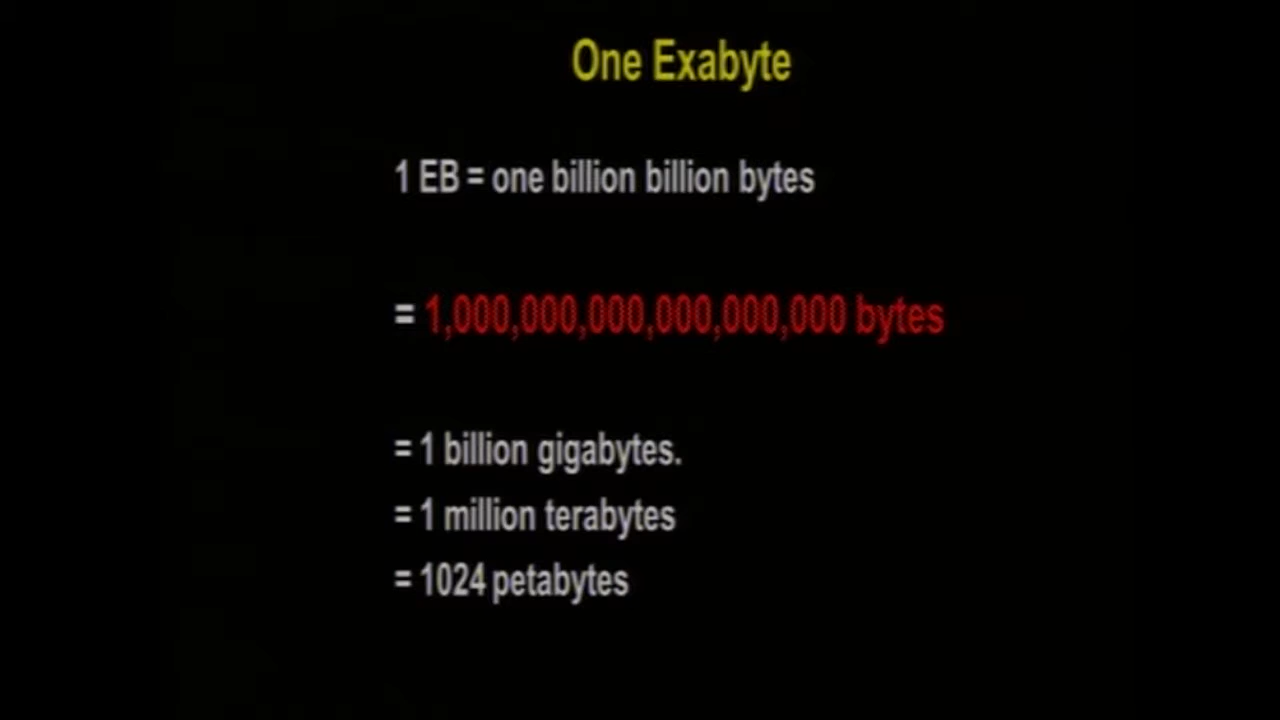 One Exabyte
1 EB = one billion billion bytes
= 1,000,000,000,000,000,000 bytes
= 1 billion gigabytes.
= 1 million terabytes
= 1024 petabytes